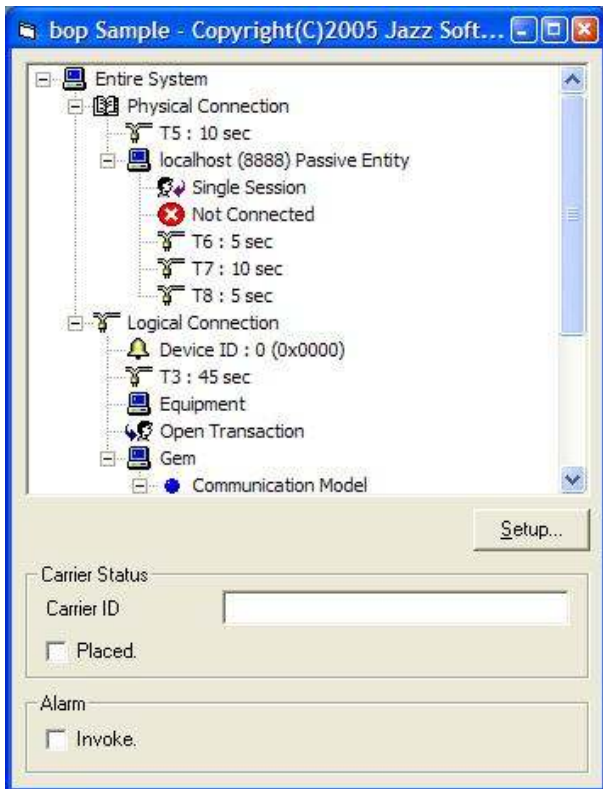 bop Sample - Copyright(C)2005 Jazz Soft...
Entire System
Physical Connection
T5 : 10 sec
localhost (8888) Passive Entity
Single Session
Not Connected
T6 : 5 sec
T7 : 10 sec
T8 : 5 sec
Logical Connection
Device ID : 0 (0x0000)
T3 : 45 sec
Equipment
Open Transaction
Gem
Communication Model
Setup...
Carrier Status
Carrier ID
Placed.
Alarm
Invoke.